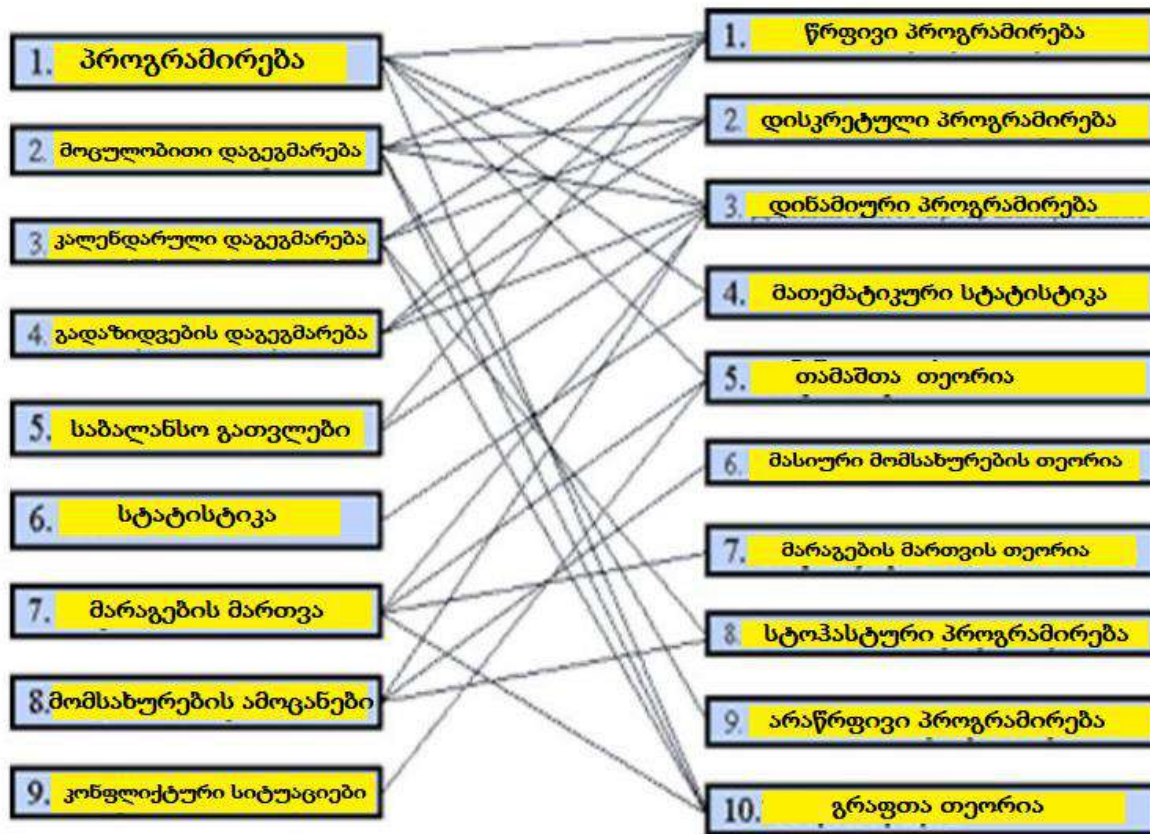 1. პროგრამირება
2. მოცულობითი დაგეგმარება
3. კალენდარული დაგეგმარება
4. გადაზიდვების დაგეგმარება
5. საბალანსო გათვლები
6. სტატისტიკა
7. მარაგების მართვა
8. მომსახურების ამოცანები
9. კონფლიქტური სიტუაციები
1. წრფივი პროგრამირება
2. დისკრეტული პროგრამირება
3. დინამიური პროგრამირება
4. მათემატიკური სტატისტიკა
5. თამაშთა თეორია
6. მასიური მომსახურების თეორია
7. მარაგების მართვის თეორია
8. სტოჰასტური პროგრამირება
9. არაწრფივი პროგრამირება
10. გრაფთა თეორია